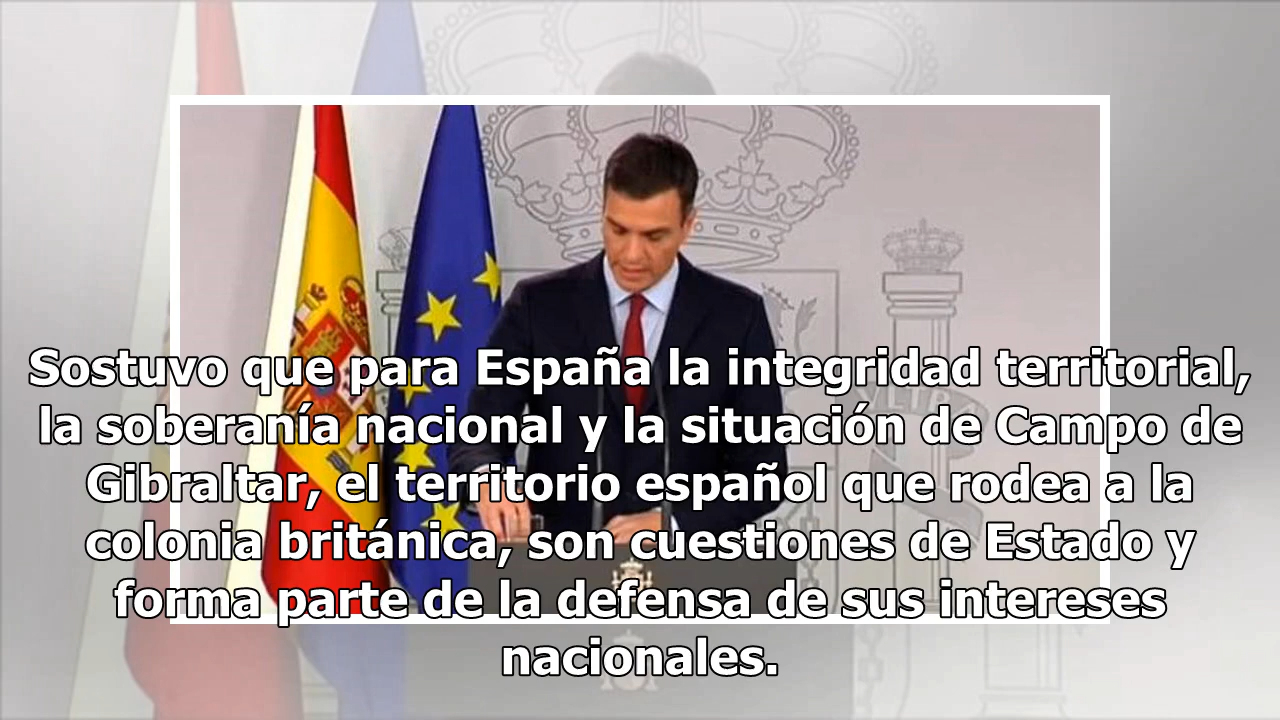 Sostuvo que para España la integridad territorial,
la soberanía nacional y la situación de Campo de
Gibraltar, el territorio español que rodea a la
colonia británica, son cuestiones de Estado y
forma parte de la defensa de sus intereses
nacionales.